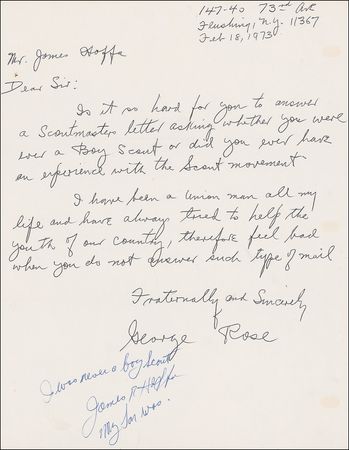 147-40 73rd Ave
Flushing, N.Y. 11367
Feb 18, 1973
Mr. James Hoffa
Dear Sir:
Is it so hard for you to answer
a Scoutmasters letter asking whether you were
ever a Boy Scout or did you ever have
an experience with the Scout movement
I have been a union man all my
life and have always tried to help the
youth of our country, therefore feel bad
when you do not answer such type of mail
Fraternally and Sincerely
George Rose
I was never a boy Scout
James R Hoffa
My son was.